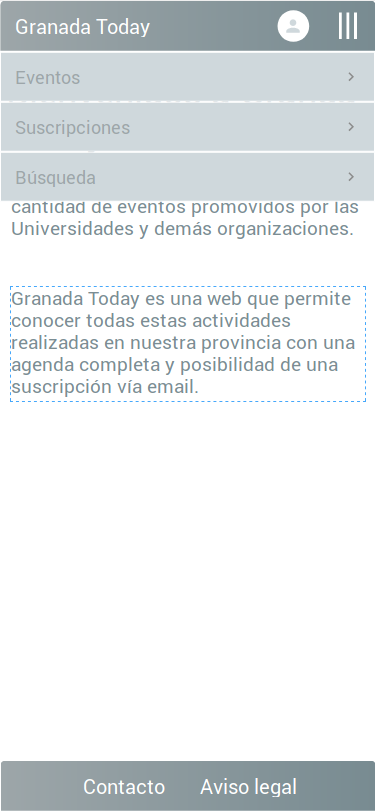 Granada Today
Eventos
Suscripciones
Búsqueda
cantidad de eventos promovidos por las
Universidades y demás organizaciones.
Granada Today es una web que permite
conocer todas estas actividades
realizadas en nuestra provincia con una
agenda completa y posibilidad de una
suscripción vía email.
Contacto Aviso legal